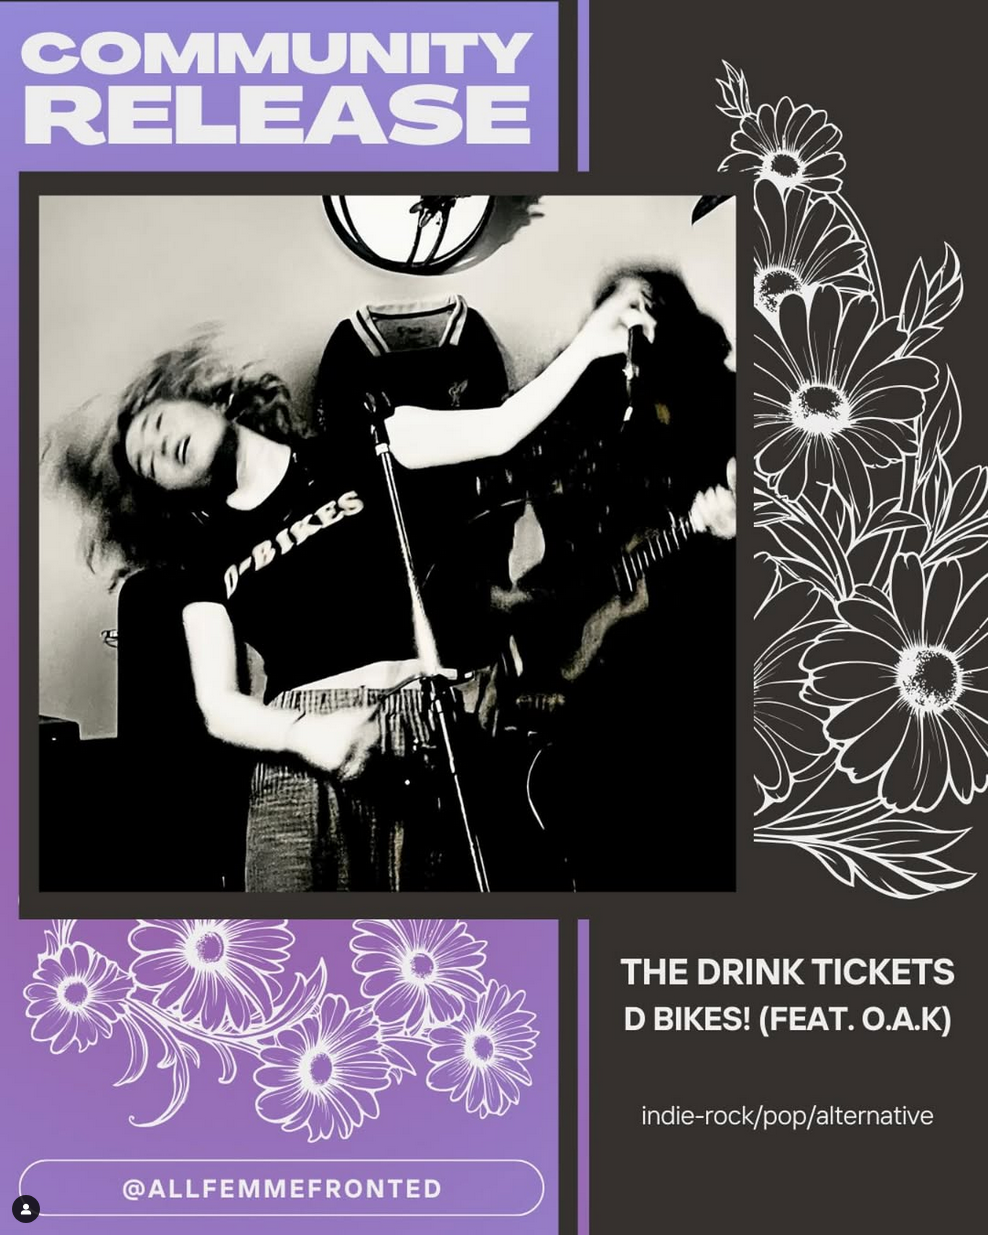 COMMUNITY
RELEASE
D-BIKES
THE DRINK TICKETS
D BIKES! (FEAT. O.A.K)
indie-rock/pop/alternative
@ALLFEMMEFRONTED